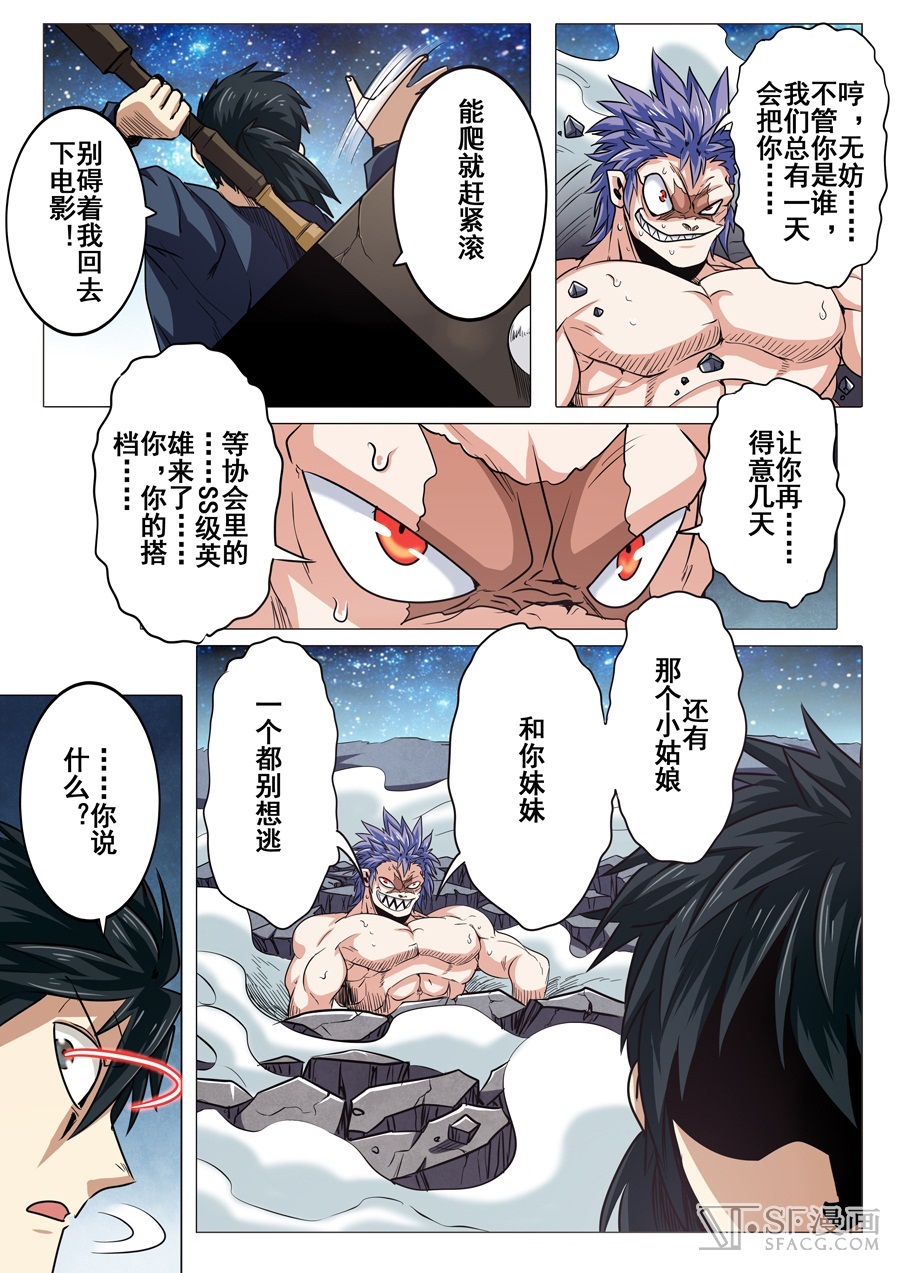 哼，无妨……
不管你是谁，
我们总有一天
会把你……
能爬就赶紧滚
别碍着我回去
下电影！
让你再……
得意几天
等协会里的
……SS级英
雄来了……
你，你的搭
档……
还有
那个小姑娘
和你妹妹
一个都别想逃
……你说
什么？
SF漫画
SFACG.COM